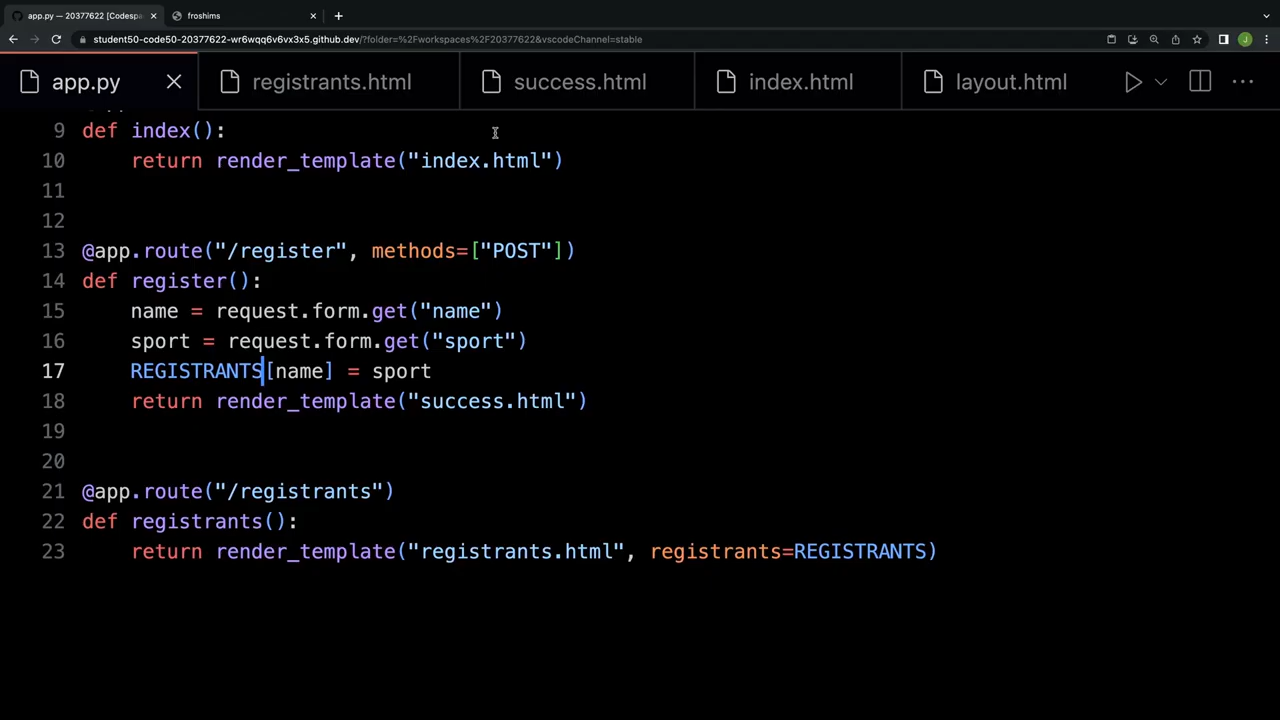 app.py — 20377622 [Codespa
froshims
student50-code50-20377622-wr6wqq6v6vx3x5.github.dev/?folder=%2Fworkspaces%2F20377622&vscodeChannel=stable
J
app.py
registrants.html
success.html
index.html
layout.html
9 def index():
10 return render_template("index.html")
11
12
13 @app.route("/register", methods=["POST"])
14 def register():
15 name = request.form.get("name")
16 sport = request.form.get("sport")
17 REGISTRANTS[name] = sport
18 return render_template("success.html")
19
20
21 @app.route("/registrants")
22 def registrants():
23 return render_template("registrants.html", registrants=REGISTRANTS)